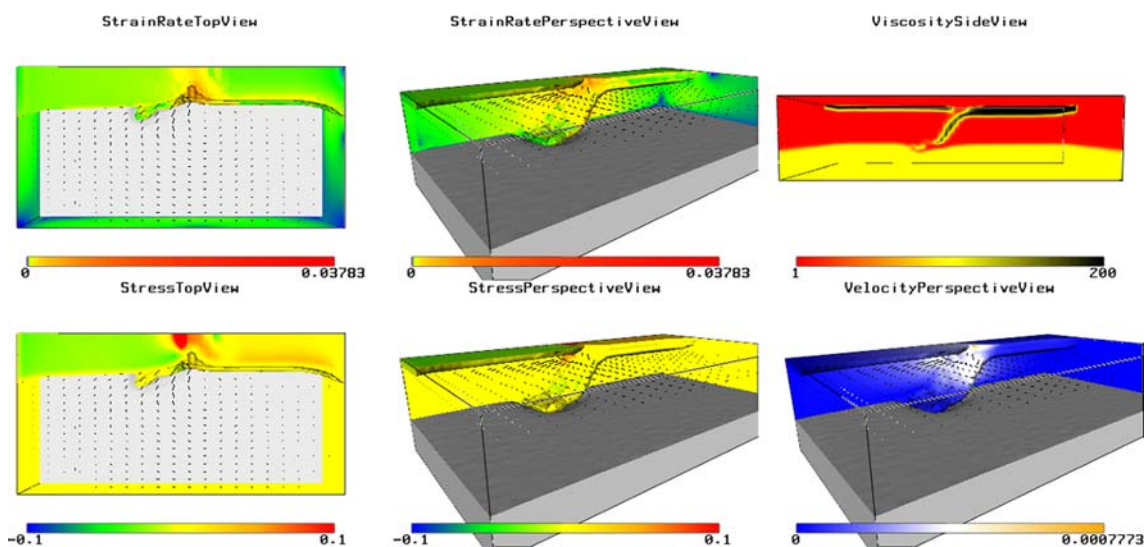 StrainRateTopView
StrainRatePerspectiveView
ViscositySideView
0 0.03783
0 0.03783
1 200
StressTopView
StressPerspectiveView
VelocityPerspectiveView
-0.1 0.1
-0.1 0.1
0 0.0007773